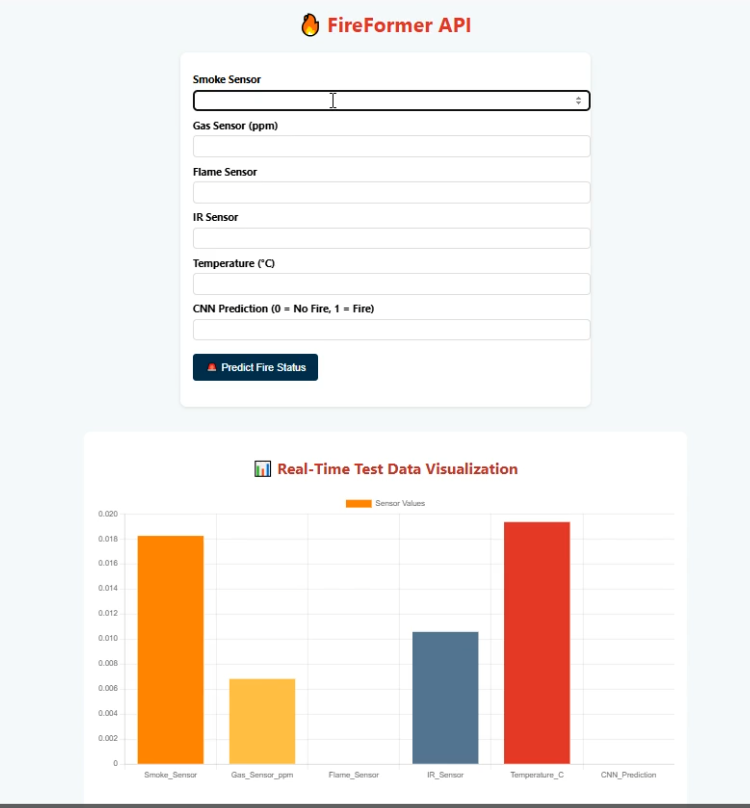 FireFormer API
Smoke Sensor
Gas Sensor (ppm)
Flame Sensor
IR Sensor
Temperature (°C)
CNN Prediction (0 = No Fire, 1 = Fire)
Predict Fire Status
Real-Time Test Data Visualization
Sensor Values
0.020
0.018
0.016
0.014
0.012
0.010
0.008
0.006
0.004
0.002
0
Smoke_Sensor Gas_Sensor_ppm Flame_Sensor IR_Sensor Temperature_C CNN_Prediction